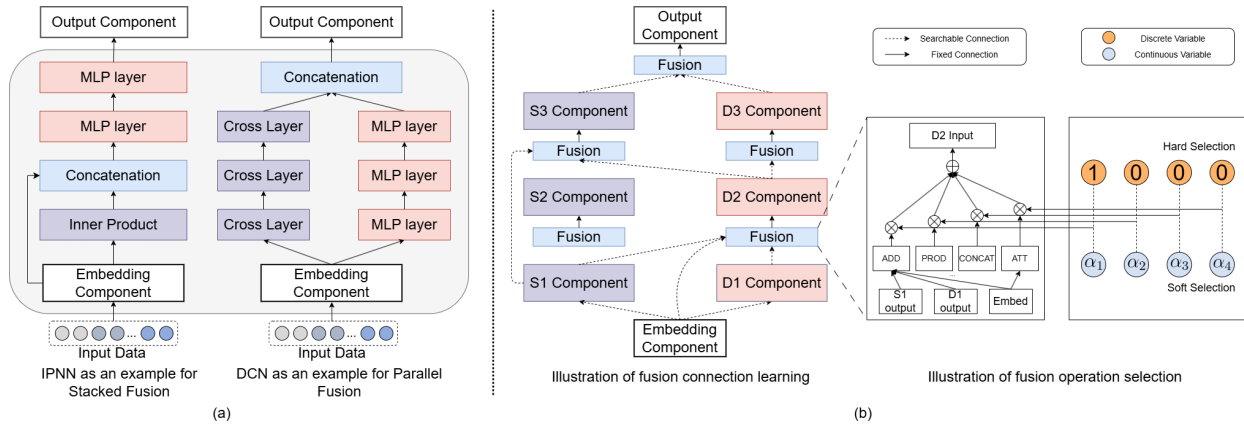 Output Component
MLP layer
MLP layer
Concatenation
Inner Product
Embedding
Component
...
Input Data
IPNN as an example for
Stacked Fusion
Output Component
Concatenation
Cross Layer
MLP layer
Cross Layer
MLP layer
Cross Layer
MLP layer
Embedding
Component
...
Input Data
DCN as an example for Parallel
Fusion
(a)
Output
Component
Fusion
S3 Component
D3 Component
Fusion
Fusion
S2 Component
D2 Component
Fusion
Fusion
S1 Component
D1 Component
Embedding
Component
Illustration of fusion connection learning
Searchable Connection
Fixed Connection
D2 Input
ADD
PROD
CONCAT
ATT
...
S1
output
D1
output
Embed
Discrete Variable
Continuous Variable
Hard Selection
1 0 0 0
α1 α2 α3 α4
Soft Selection
Illustration of fusion operation selection
(b)